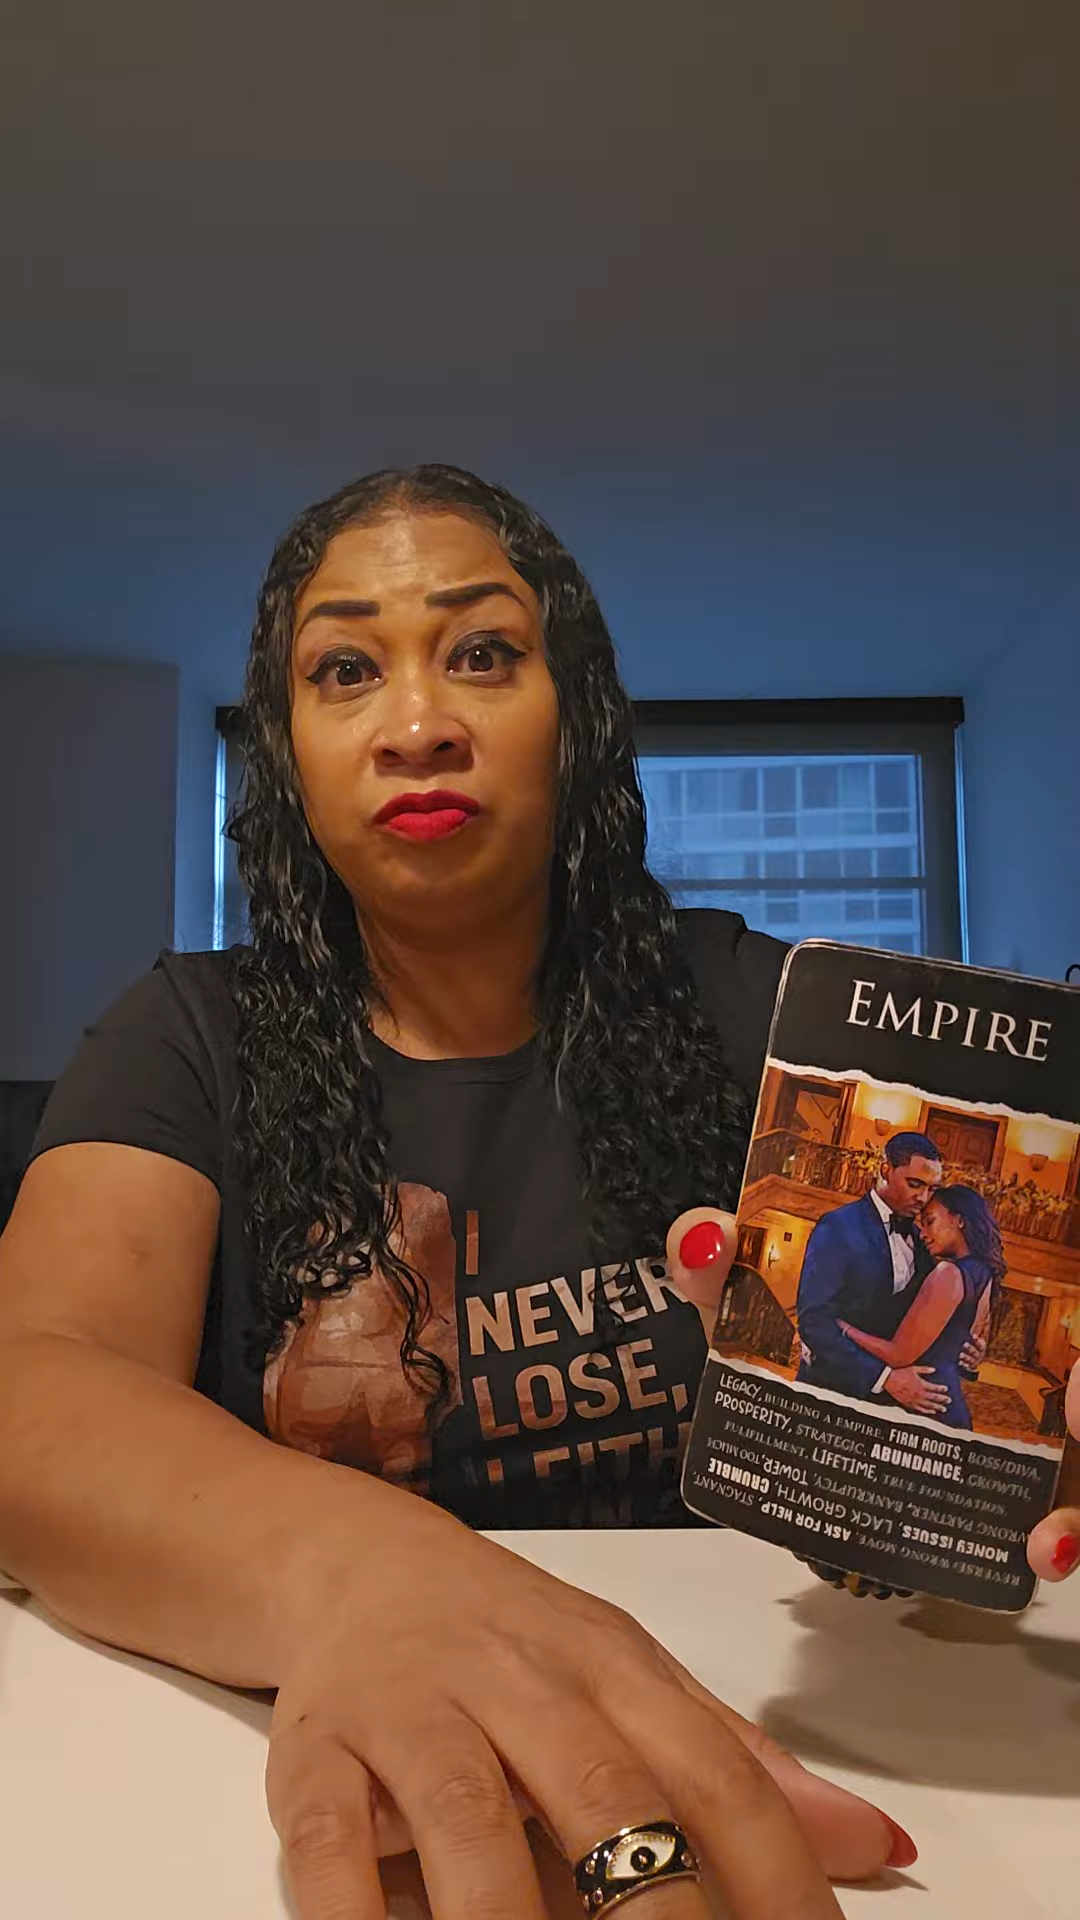 EMPIRE
I
NEVER
LOSE,
LEGACY, BUILDING A EMPIRE, FIRM ROOTS, BOSS/DIVA,
PROSPERITY, STRATEGIC, ABUNDANCE, GROWTH,
FULIFILLMENT, LIFETIME, TRUE FOUNDATION
REVERSE: WRONG MOVE, ASK FOR HELP, STAGNANT,
MONEY ISSUES, LACK GROWTH, CRUMBLE
WRONG PARTNER, BANKRUPTCY, TOWER, TOO MUCH